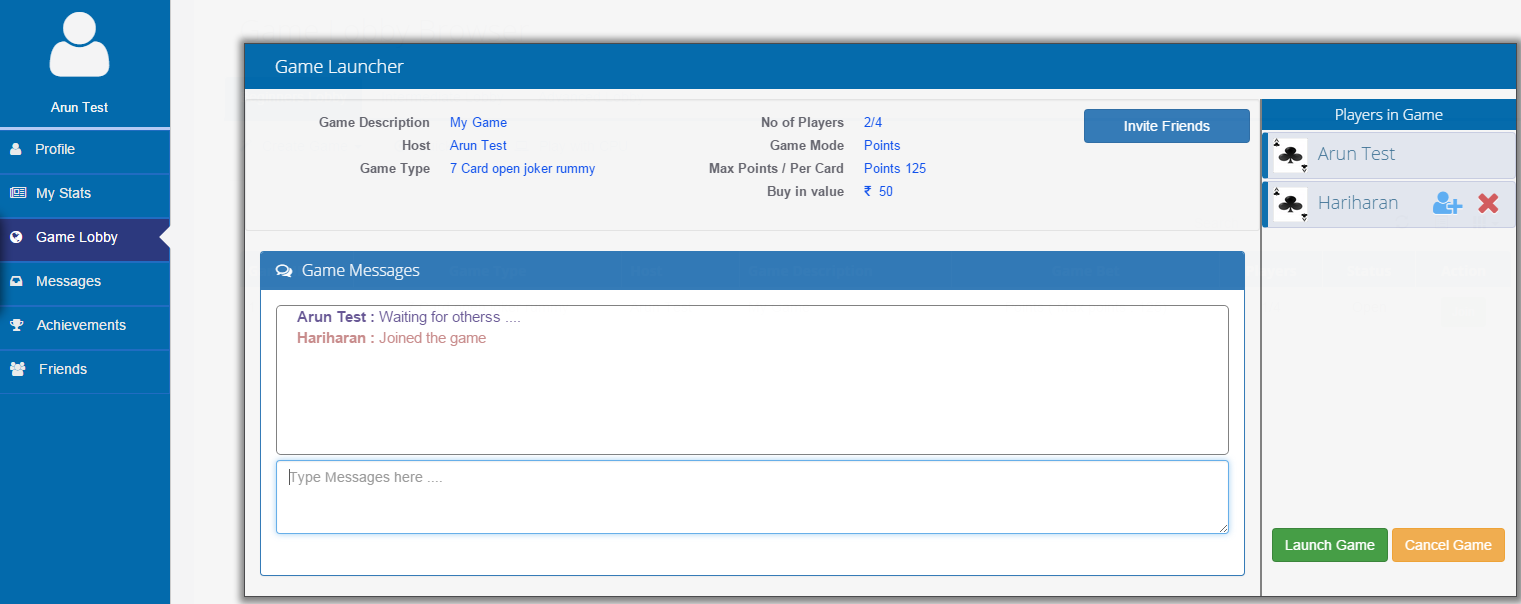 Arun Test
Profile
My Stats
Game Lobby
Messages
Achievements
Friends
Game Launcher
Game Description My Game
Host Arun Test
Game Type 7 Card open joker rummy
No of Players 2/4
Game Mode Points
Max Points / Per Card Points 125
Buy in value ₹ 50
Invite Friends
Game Messages
Arun Test : Waiting for otherss ....
Hariharan : Joined the game
Type Messages here ....
Players in Game
Arun Test
Hariharan
Launch Game Cancel Game